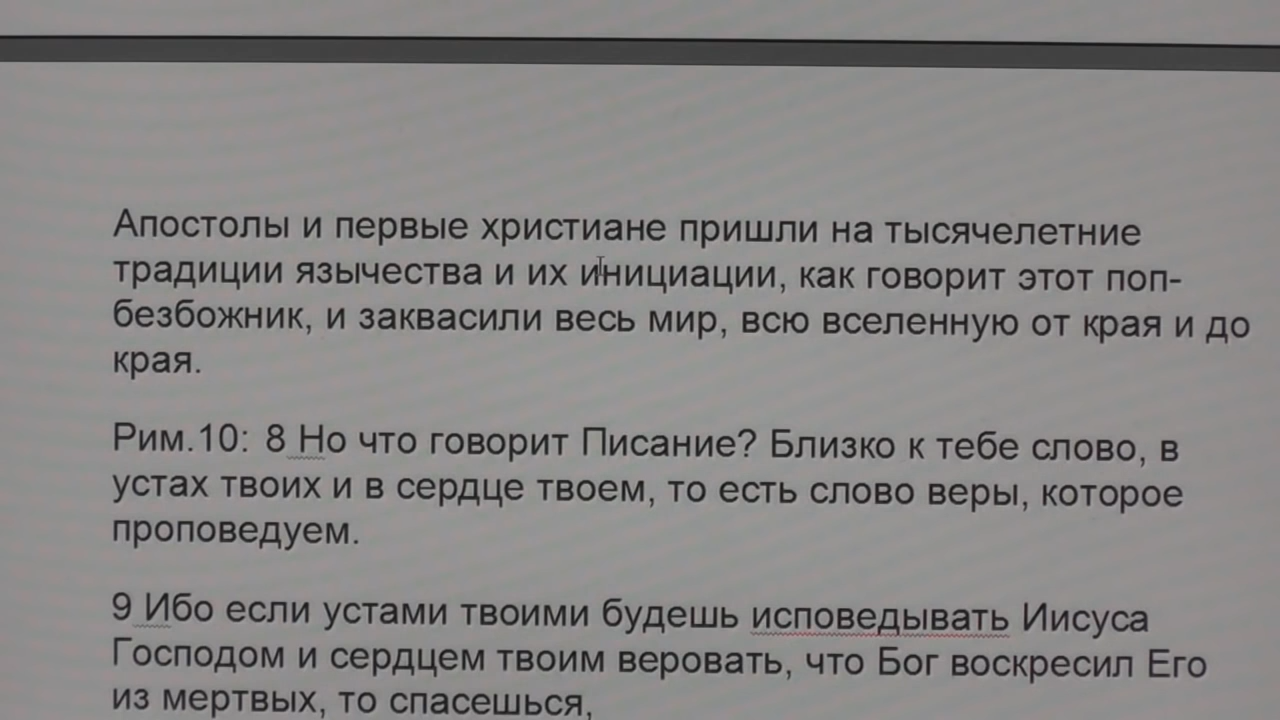 Апостолы и первые христиане пришли на тысячелетние
традиции язычества и их инициации, как говорит этот поп-
безбожник, и заквасили весь мир, всю вселенную от края и до
края.
Рим.10: 8 Но что говорит Писание? Близко к тебе слово, в
устах твоих и в сердце твоем, то есть слово веры, которое
проповедуем.
9 Ибо если устами твоими будешь исповедывать Иисуса
Господом и сердцем твоим веровать, что Бог воскресил Его
из мертвых, то спасешься,